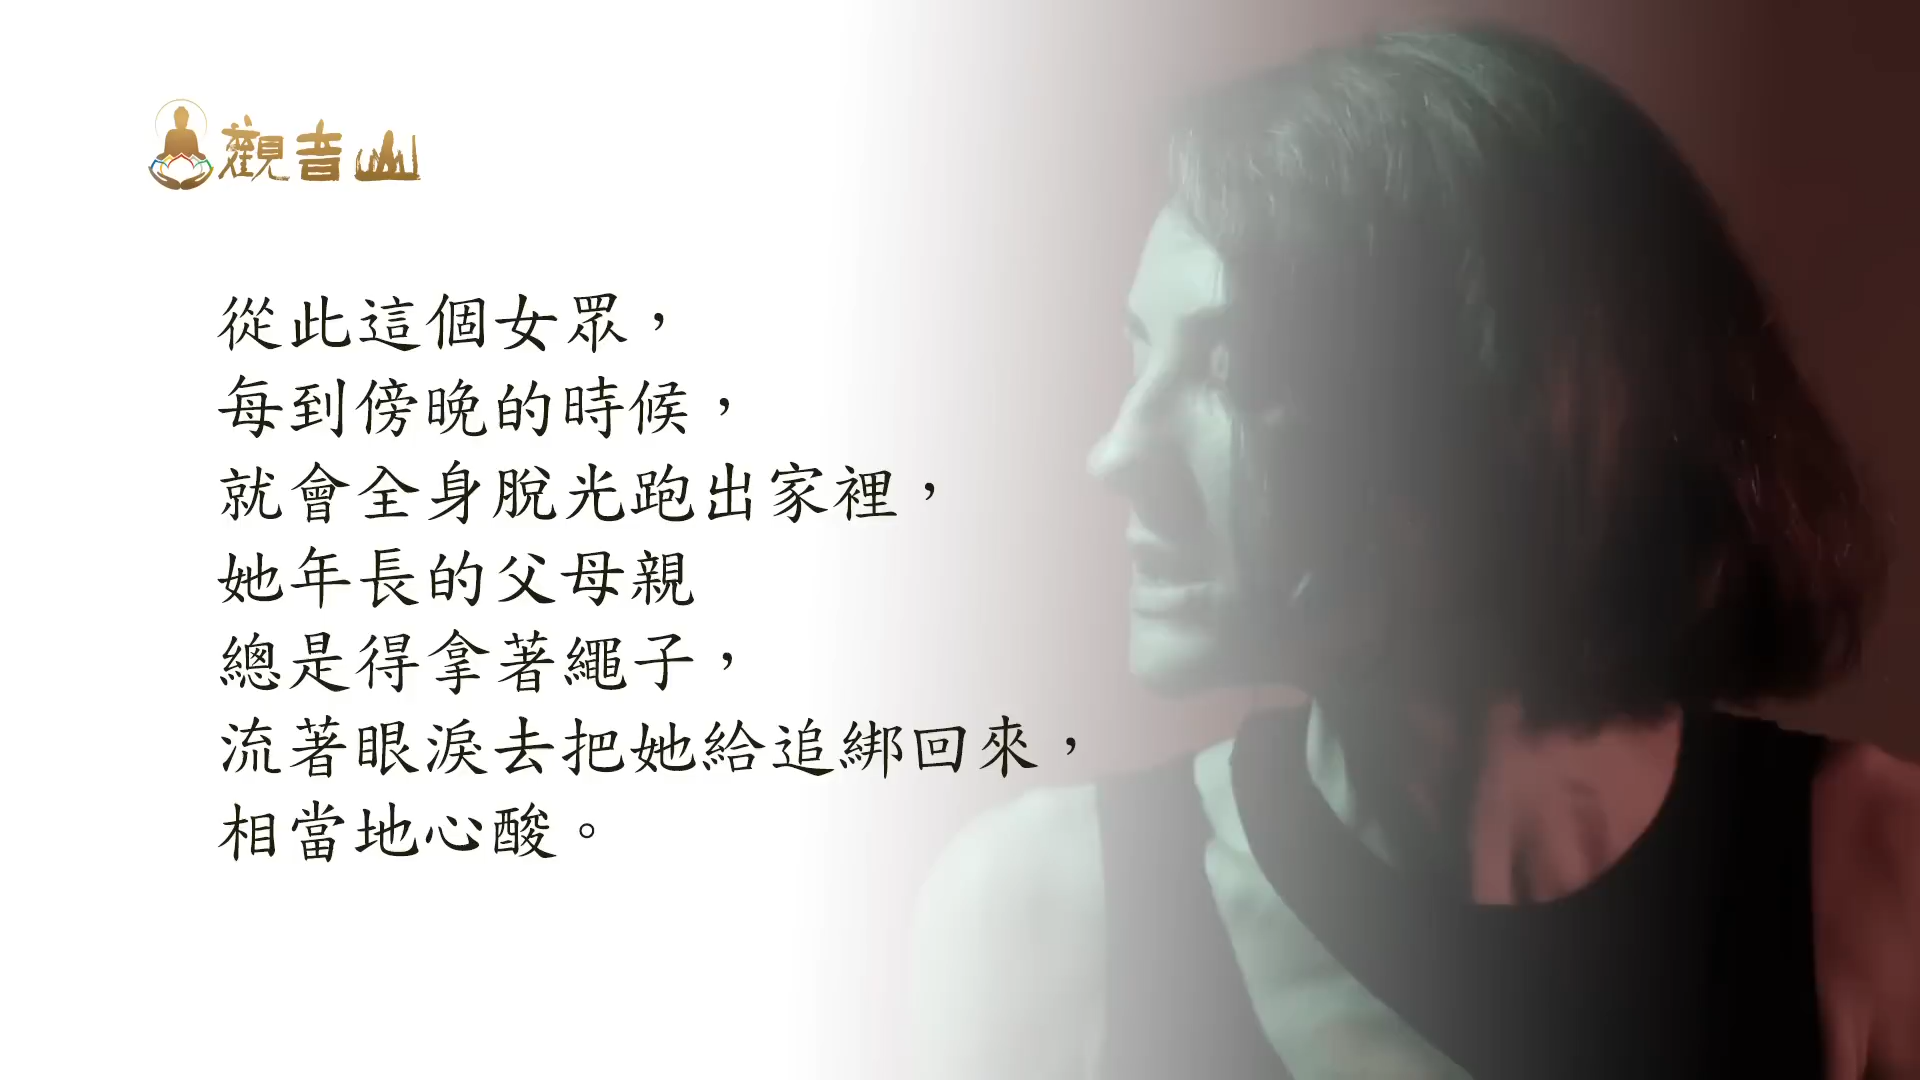 觀音山
從此這個女眾，
每到傍晚的時候，
就會全身脫光跑出家裡，
她年長的父母親
總是得拿著繩子，
流著眼淚去把她給追綁回來，
相當地心酸。